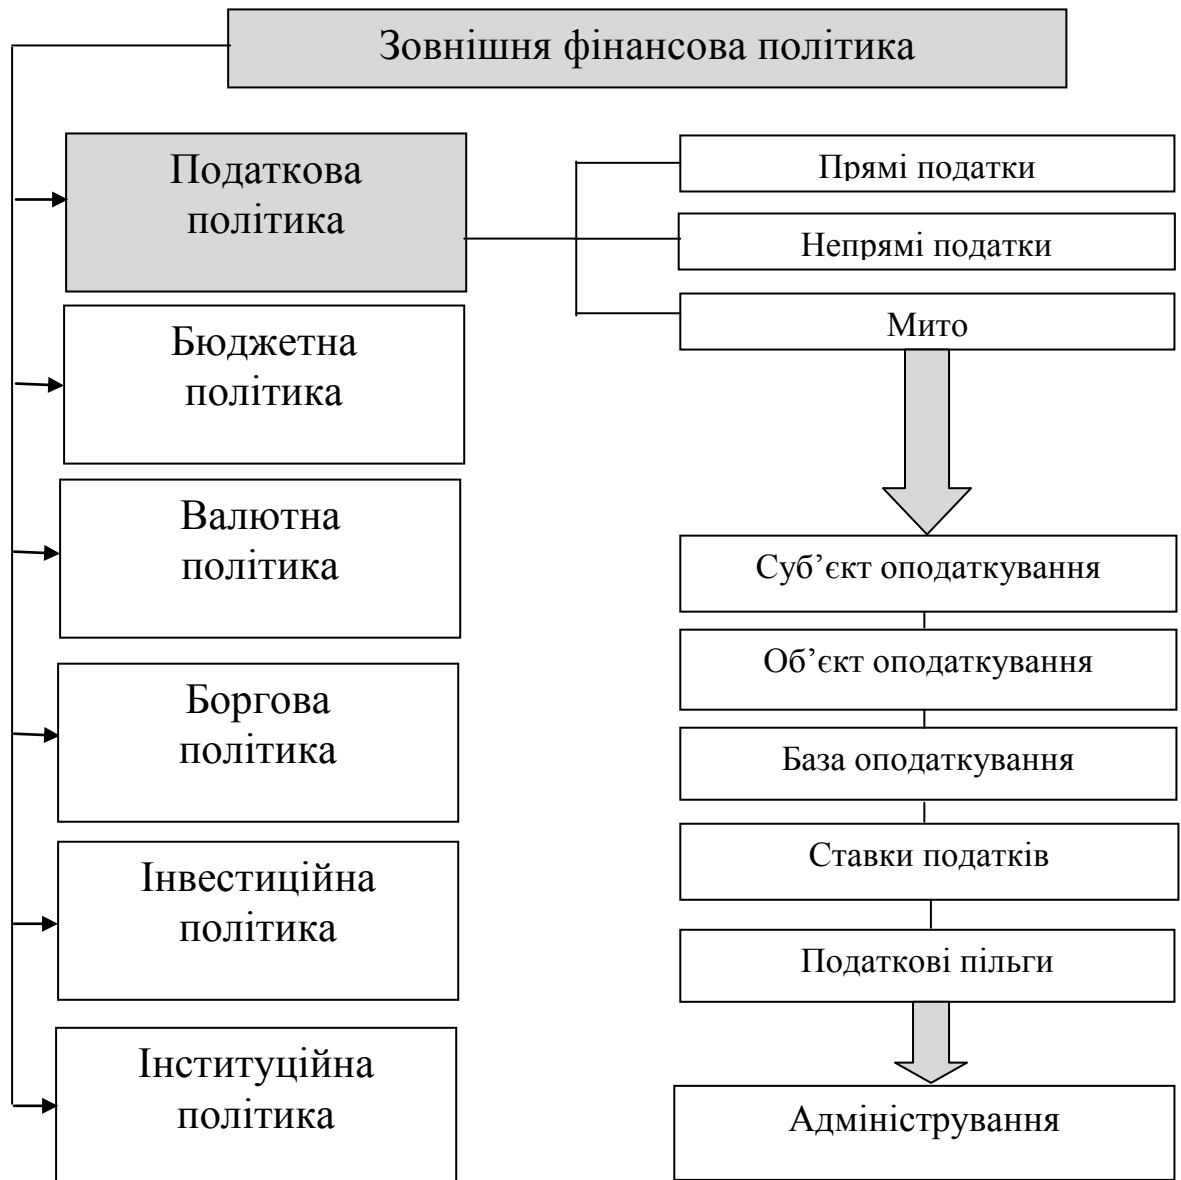 Зовнішня фінансова політика
Податкова
політика
Бюджетна
політика
Валютна
політика
Боргова
політика
Інвестиційна
політика
Інституційна
політика
Прямі податки
Непрямі податки
Мито
Суб’єкт оподаткування
Об’єкт оподаткування
База оподаткування
Ставки податків
Податкові пільги
Адміністрування